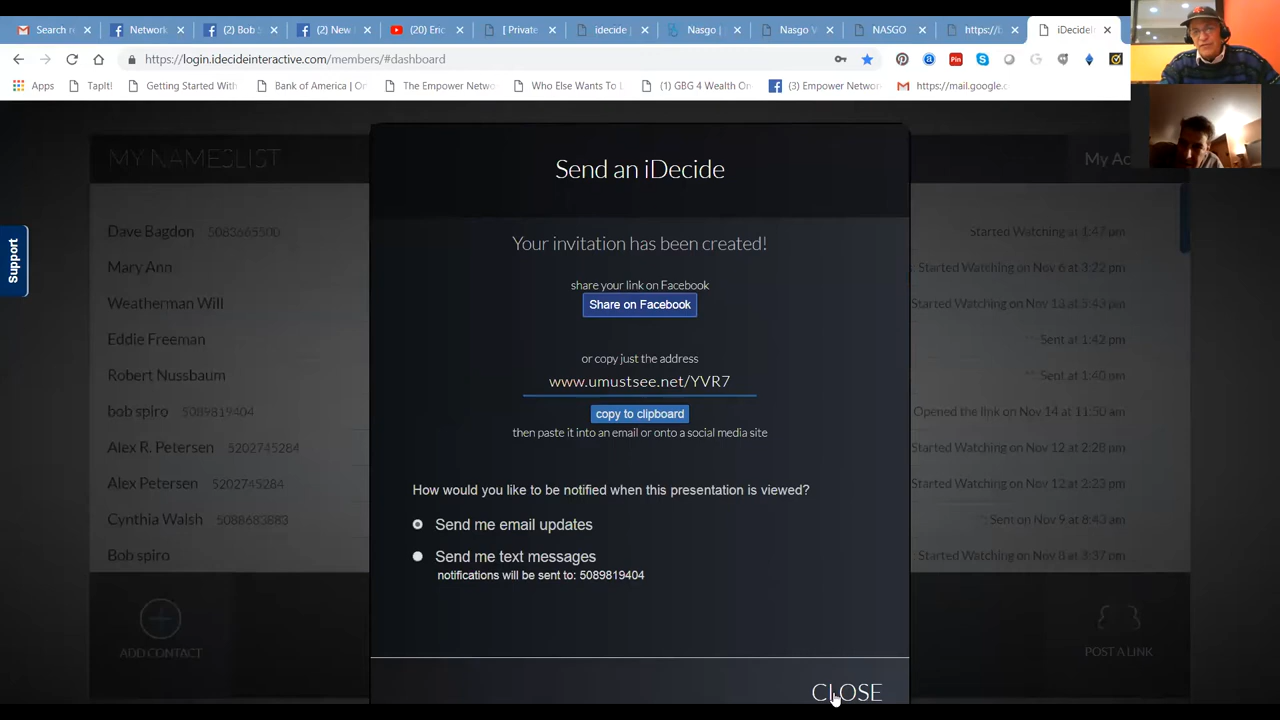 Search r
Network
(2) Bob S
(2) New
(20) Eric
[ Private
idecide
Nasgo |
Nasgo V
NASGO
https://
iDecide
https://login.idecideinteractive.com/members/#dashboard
Apps TapIt! Getting Started With Bank of America | On The Empower Netwo Who Else Wants To L (1) GBG 4 Wealth On (3) Empower Networ https://mail.google.c
MY NAMESLIST
Send an iDecide
My Ac
Support
Your invitation has been created!
Dave Bagdon 5083665500
Started Watching at 1:47 pm
Mary Ann
Started Watching on Nov 6 at 3:22 pm
share your link on Facebook
Share on Facebook
Weatherman Will
Started Watching on Nov 13 at 3:43 pm
Eddie Freeman
Sent at 1:42 pm
or copy just the address
www.umustsee.net/YVR7
Robert Nussbaum
Sent at 1:40 pm
copy to clipboard
bob spiro 5089819404
Opened the link on Nov 14 at 11:50 am
then paste it into an email or onto a social media site
Alex R. Petersen 5202745284
Started Watching on Nov 12 at 2:28 pm
Alex Petersen 5202745284
Started Watching on Nov 12 at 2:23 pm
How would you like to be notified when this presentation is viewed?
Cynthia Walsh 5088683883
Sent on Nov 9 at 8:43 am
Send me email updates
Bob spiro
Started Watching on Nov 8 at 3:37 pm
Send me text messages
notifications will be sent to: 5089819404
ADD CONTACT
POST A LINK
CLOSE